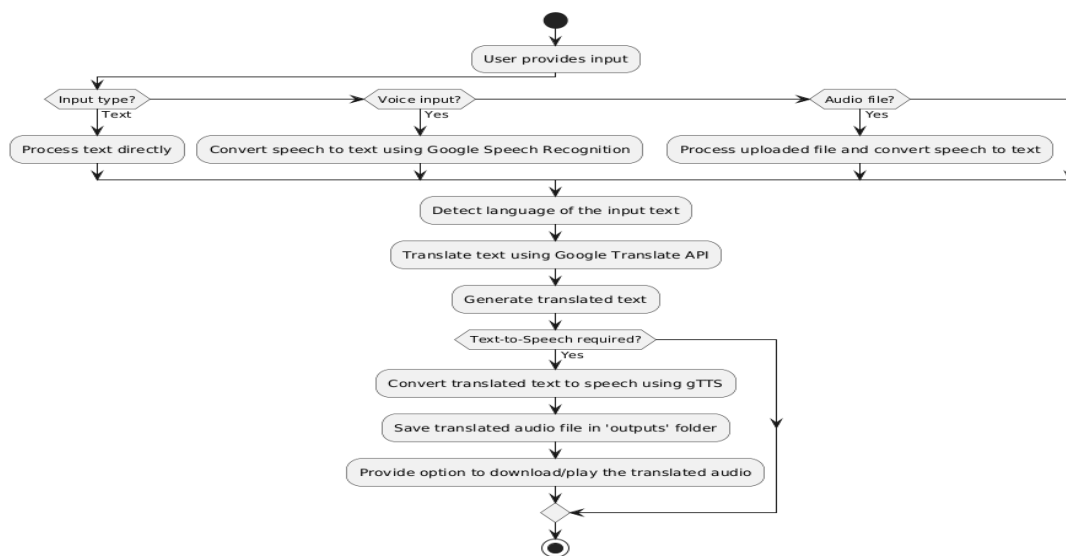 User provides input
Input type?
Voice input?
Audio file?
Text
Yes
Yes
Process text directly
Convert speech to text using Google Speech Recognition
Process uploaded file and convert speech to text
Detect language of the input text
Translate text using Google Translate API
Generate translated text
Text-to-Speech required?
Yes
Convert translated text to speech using gTTS
Save translated audio file in 'outputs' folder
Provide option to download/play the translated audio